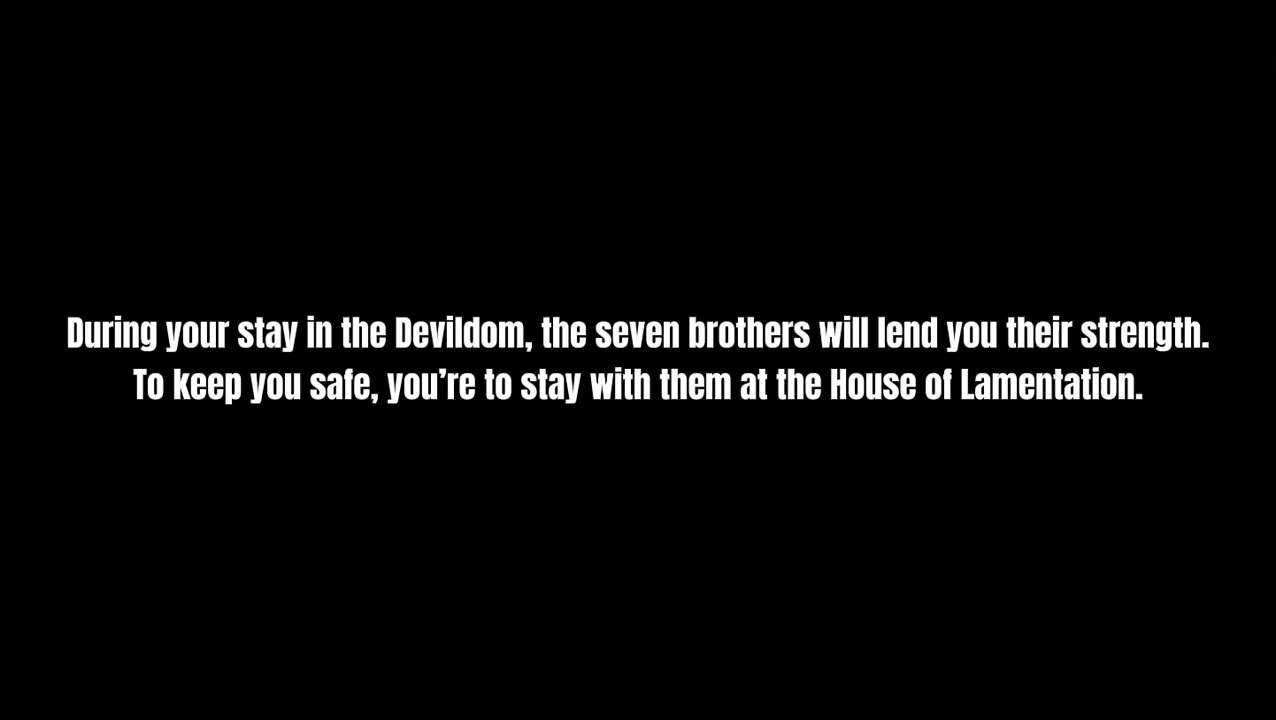 During your stay in the Devildom, the seven brothers will lend you their strength.
To keep you safe, you’re to stay with them at the House of Lamentation.